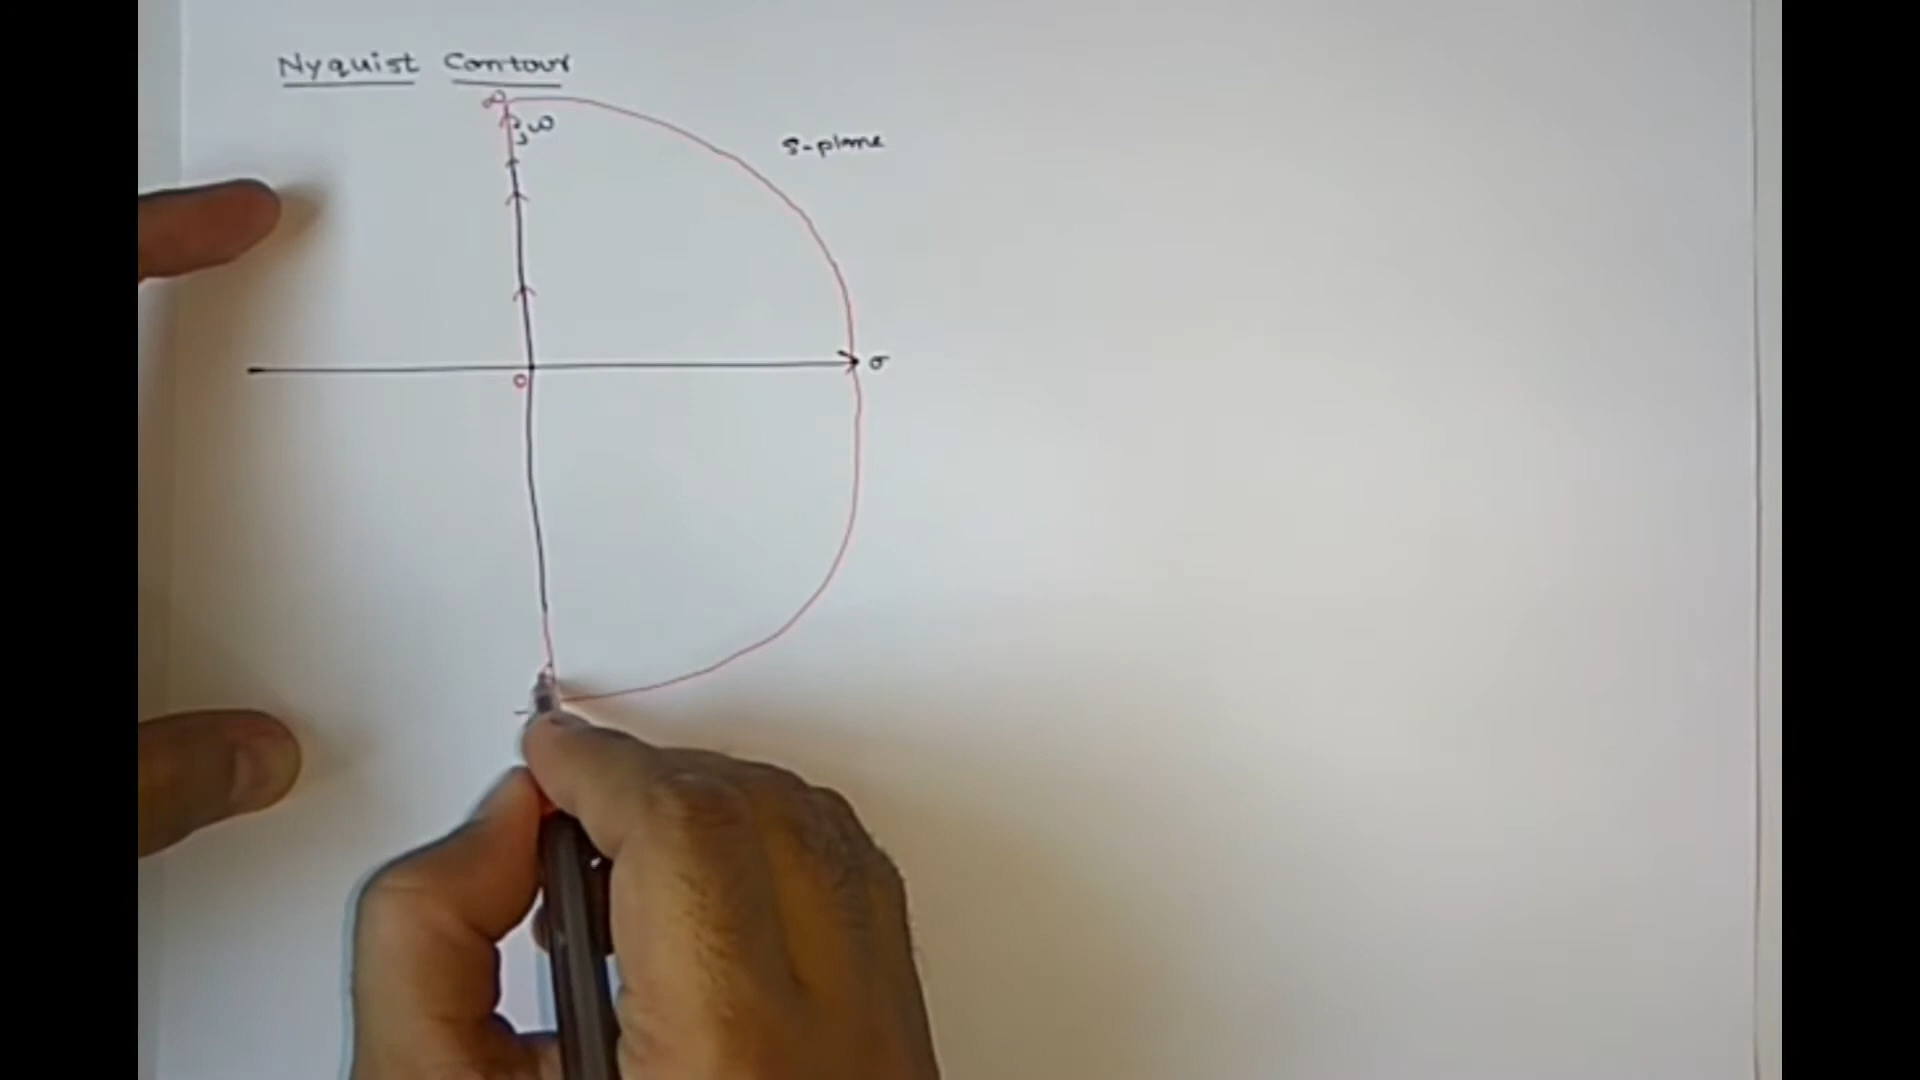 Nyquist Contour
∞
jω
s-plane
σ
0
-